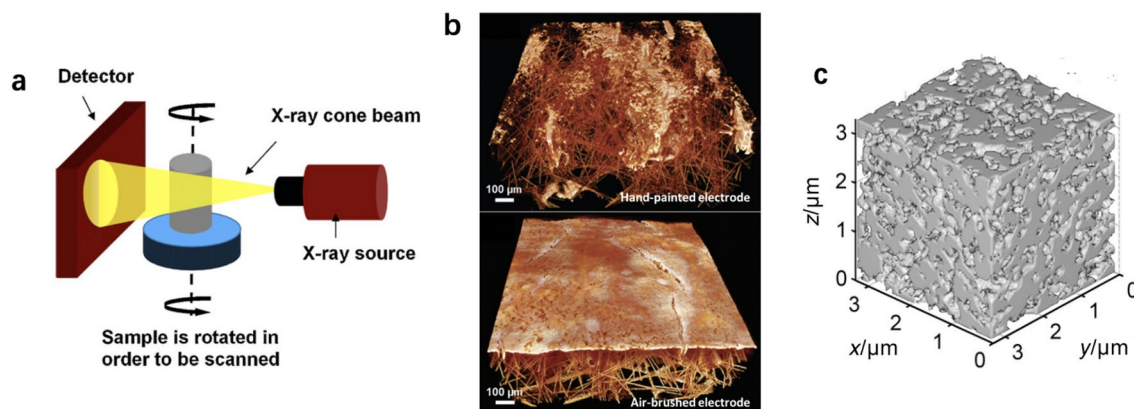 a
Detector
X-ray cone beam
X-ray source
Sample is rotated in
order to be scanned
b
100 µm
Hand-painted electrode
100 µm
Air-brushed electrode
c
3
2
1
0
z/µm
3
2
1
0
x/µm
3
2
1
0
y/µm